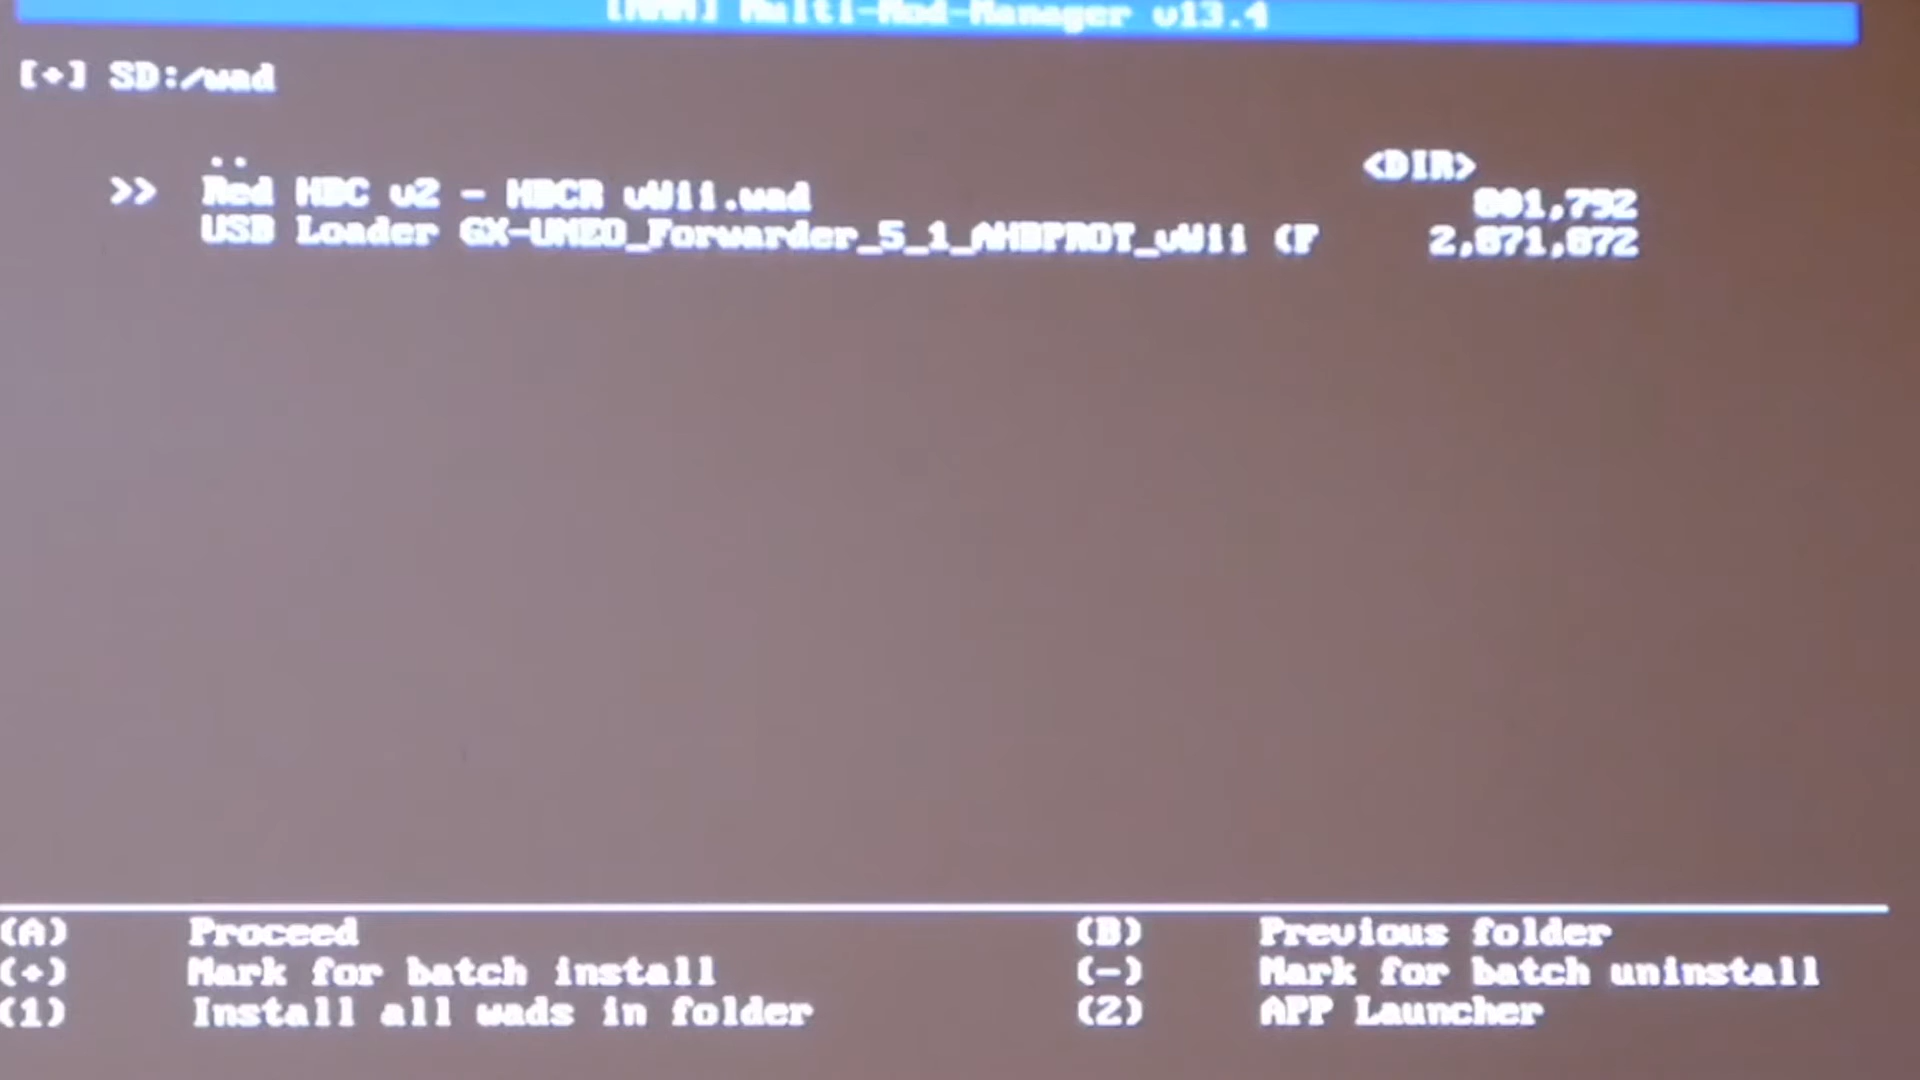 [MMM] Multi-Mod-Manager v13.4
[+] SD:/wad
.. <DIR>
>> Red HBC v2 - HBCR vWii.wad 801,792
USB Loader GX-UNEO_Forwarder_5_1_AHBPROT_vWii (F 2,871,872
(A) Proceed (B) Previous folder
(+) Mark for batch install (-) Mark for batch uninstall
(1) Install all wads in folder (2) APP Launcher